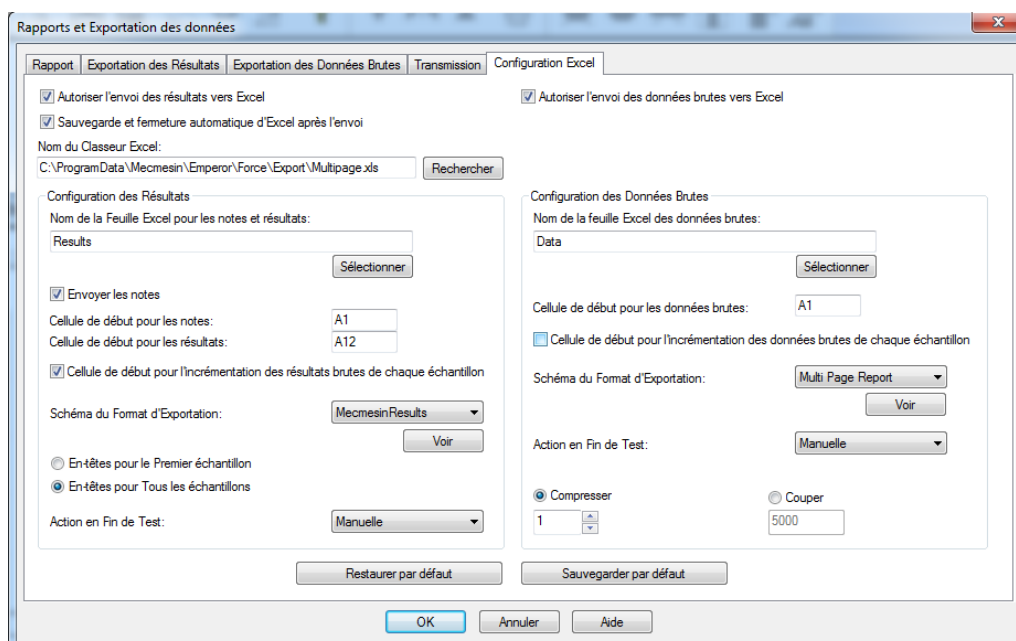 Rapports et Exportation des données
Rapport Exportation des Résultats Exportation des Données Brutes Transmission Configuration Excel
Autoriser l'envoi des résultats vers Excel
Autoriser l'envoi des données brutes vers Excel
Sauvegarde et fermeture automatique d'Excel après l'envoi
Nom du Classeur Excel:
C:\ProgramData\Mecmesin\Emperor\Force\Export\Multipage.xls
Rechercher
Configuration des Résultats
Nom de la Feuille Excel pour les notes et résultats:
Results
Sélectionner
Envoyer les notes
Cellule de début pour les notes: A1
Cellule de début pour les résultats: A12
Cellule de début pour l'incrémentation des résultats brutes de chaque échantillon
Schéma du Format d'Exportation: MecmesinResults
Voir
En-têtes pour le Premier échantillon
En-têtes pour Tous les échantillons
Action en Fin de Test: Manuelle
Configuration des Données Brutes
Nom de la feuille Excel des données brutes:
Data
Sélectionner
Cellule de début pour les données brutes: A1
Cellule de début pour l'incrémentation des données brutes de chaque échantillon
Schéma du Format d'Exportation: Multi Page Report
Voir
Action en Fin de Test: Manuelle
Compresser Couper
1 5000
Restaurer par défaut Sauvegarder par défaut
OK Annuler Aide